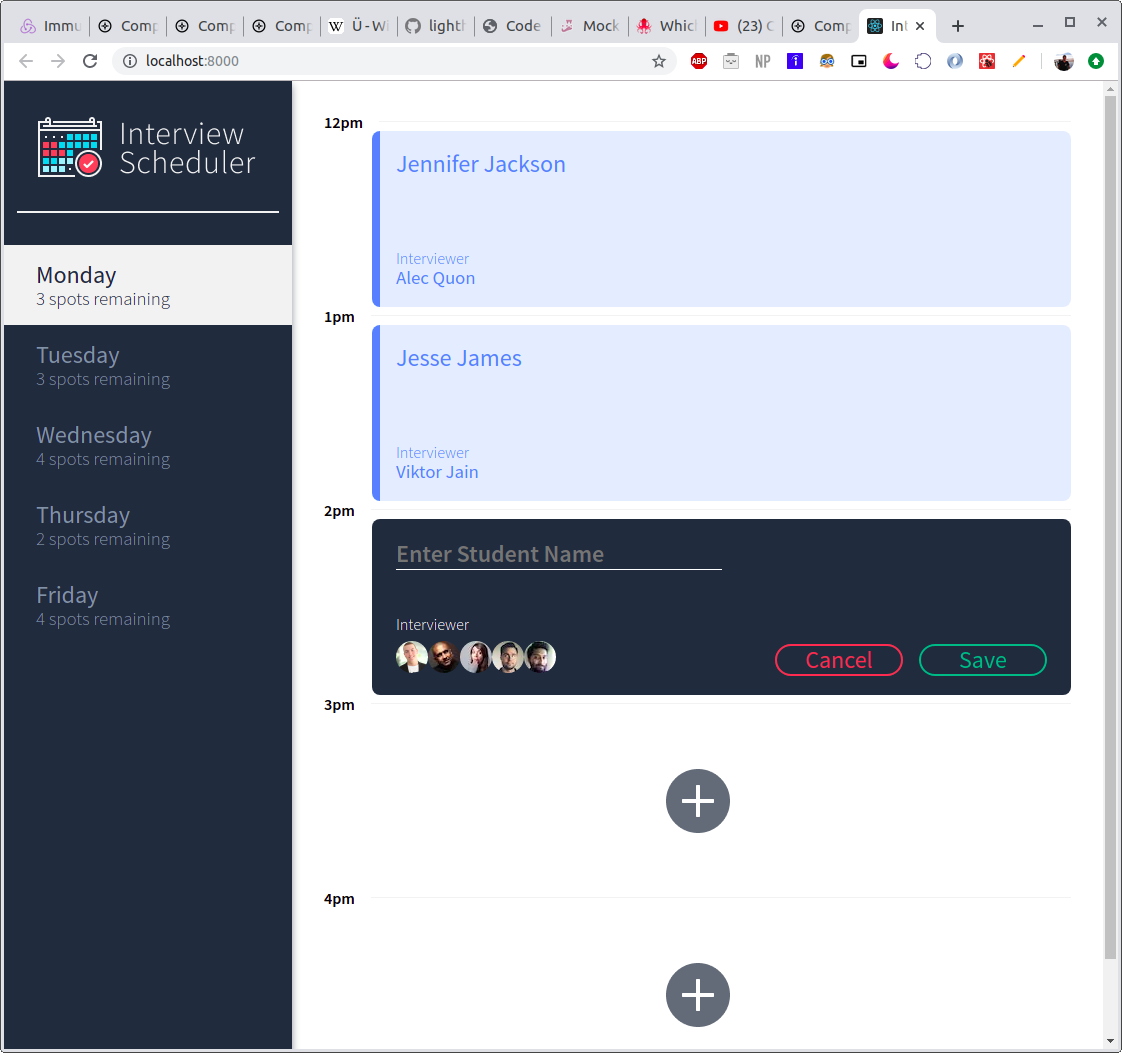 Immu
Comp
Comp
Comp
Ü - Wi
lighth
Code
Mock
Which
(23) C
Comp
Int
localhost:8000
ABP
NP
Interview
Scheduler
Monday
3 spots remaining
Tuesday
3 spots remaining
Wednesday
4 spots remaining
Thursday
2 spots remaining
Friday
4 spots remaining
12pm
Jennifer Jackson
Interviewer
Alec Quon
1pm
Jesse James
Interviewer
Viktor Jain
2pm
Enter Student Name
Interviewer
Cancel
Save
3pm
4pm